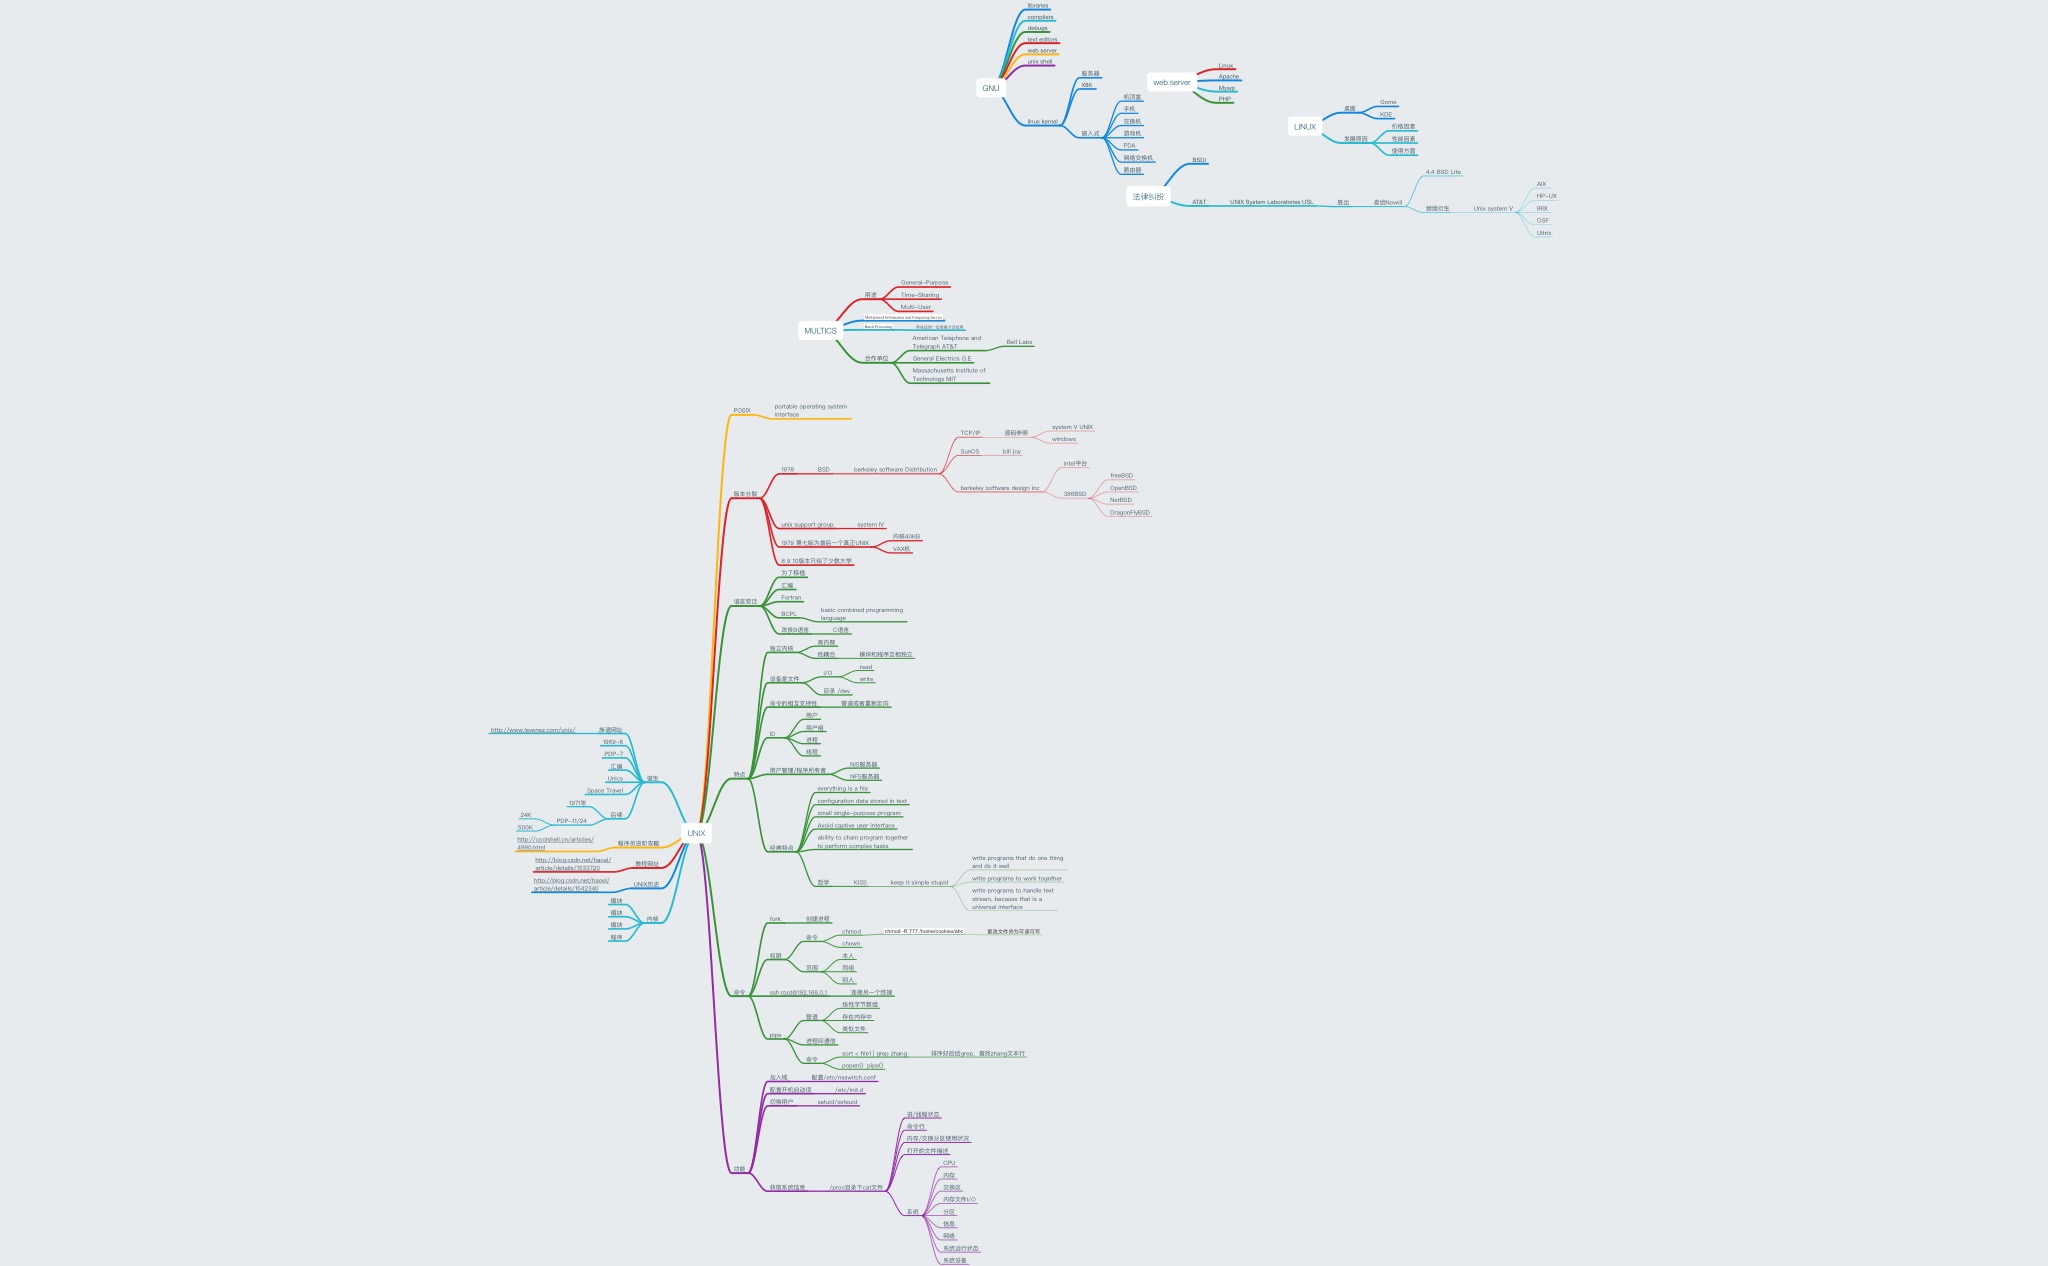 libraries
compilers
debugs
text editors
web server
unix shell
GNU
linux kernel
服务器
X86
嵌入式
机顶盒
手机
交换机
游戏机
PDA
网络交换机
路由器
web server
Linux
Apache
Mysql
PHP
LINUX
桌面
Gome
KDE
发展原因
价格因素
性能因素
使用方面
法律纠纷
BSDI
AT&T
UNIX System Laboratories USL
胜出
卖给Novell
4.4 BSD Lite
继续衍生
Unix system V
AIX
HP-UX
IRIX
OSF
Ultrix
MULTICS
用途
General-Purpose
Time-Sharing
Multi-User
Multiplexed Information and Computing Service
Batch Processing
合作单位
American Telephone and
Telegraph AT&T
Bell Labs
General Electrics G.E
Massachusetts Institute of
Technology MIT
UNIX
POSIX
portable operating system
interface
版本分裂
1978
BSD
berkeley software Distribution
TCP/IP
源码参照
system V UNIX
windows
SunOS
bill joy
berkeley software design inc
intel平台
386BSD
freeBSD
OpenBSD
NetBSD
DragonFlyBSD
unix support group
system IV
1979 第七版为最后一个真正UNIX
内核40KB
VAX机
8 9 10版本只给了少数大学
语言变迁
为了移植
汇编
Fortran
BCPL
basic combined programming
language
改良B语言
C语言
特点
独立内核
高内聚
低耦合
模块和程序互相独立
设备是文件
I/O
read
write
目录 /dev
命令的相互支持性
管道或者重新定向
ID
用户
用户组
进程
线程
用户管理/程序所有者
NIS服务器
NFS服务器
经典特点
everything is a file
configuration data stored in text
small single-purpose program
Avoid captive user interface
ability to chain program together
to perform complex tasks
哲学
KISS
keep it simple stupid
write programs that do one thing
and do it well
write programs to work together
write programs to handle text
stream, because that is a
universal interface
命令
fork
创建进程
权限
命令
chmod
chmod -R 777 /home/cookies/abc
更改文件夹为可读可写
chown
范围
本人
同组
别人
ssh root@192.168.0.1
连接另一个终端
pipe
管道
线性字节数组
存在内存中
类似文件
进程间通信
命令
sort < file1 | grep zhang
排序好后给grep，查找zhang文本行
popen(). pipe()
功能
加入域
配置/etc/nsswitch.conf
配置开机启动项
/etc/init.d
切换用户
setuid/seteuid
获取系统信息
/proc目录下cat文件
进/线程状态
命令行
内存/交换分区使用状况
打开的文件描述
系统
CPU
内存
交换区
内存文件I/O
分区
信息
网络
系统运行状态
系统设备
诞生
族谱网址
http://www.levenez.com/unix/
1969-8
PDP-7
汇编
Unics
Space Travel
后续
1971年
PDP-11/24
24K
500K
程序员进阶攻略
http://coolshell.cn/articles/
4990.html
教程网址
http://blog.csdn.net/hacel/
article/details/1533720
UNIX历史
http://blog.csdn.net/hacel/
article/details/1542340
内核
模块
模块
模块
程序